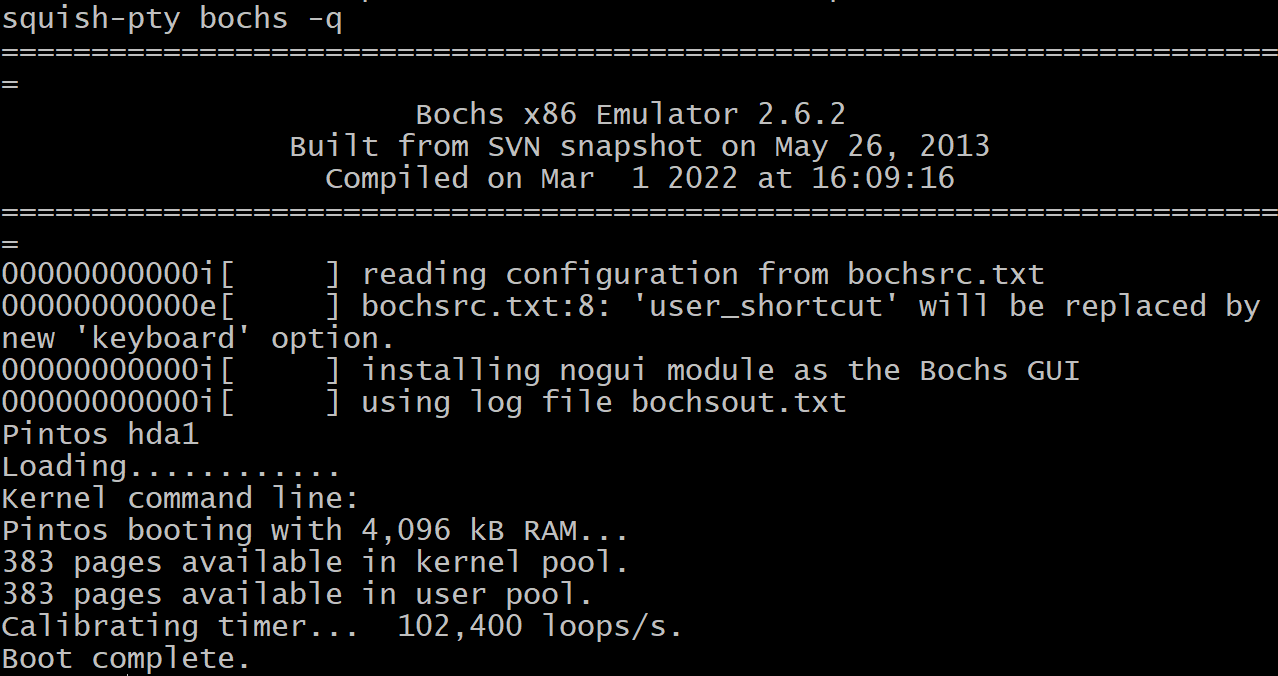 squish-pty bochs -q
=======================================================================
=
Bochs x86 Emulator 2.6.2
Built from SVN snapshot on May 26, 2013
Compiled on Mar  1 2022 at 16:09:16
=======================================================================
=
00000000000i[     ] reading configuration from bochsrc.txt
00000000000e[     ] bochsrc.txt:8: 'user_shortcut' will be replaced by
new 'keyboard' option.
00000000000i[     ] installing nogui module as the Bochs GUI
00000000000i[     ] using log file bochsout.txt
Pintos hda1
Loading............
Kernel command line:
Pintos booting with 4,096 kB RAM...
383 pages available in kernel pool.
383 pages available in user pool.
Calibrating timer...  102,400 loops/s.
Boot complete.